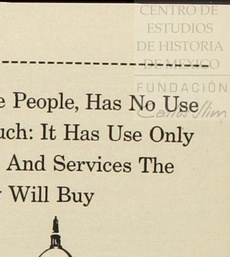 CENTRO DE
ESTUDIOS
DE HISTORIA
DE MÉXICO
FUNDACIÓN
Carlos Slim
e People, Has No Use
uch: It Has Use Only
And Services The
Will Buy